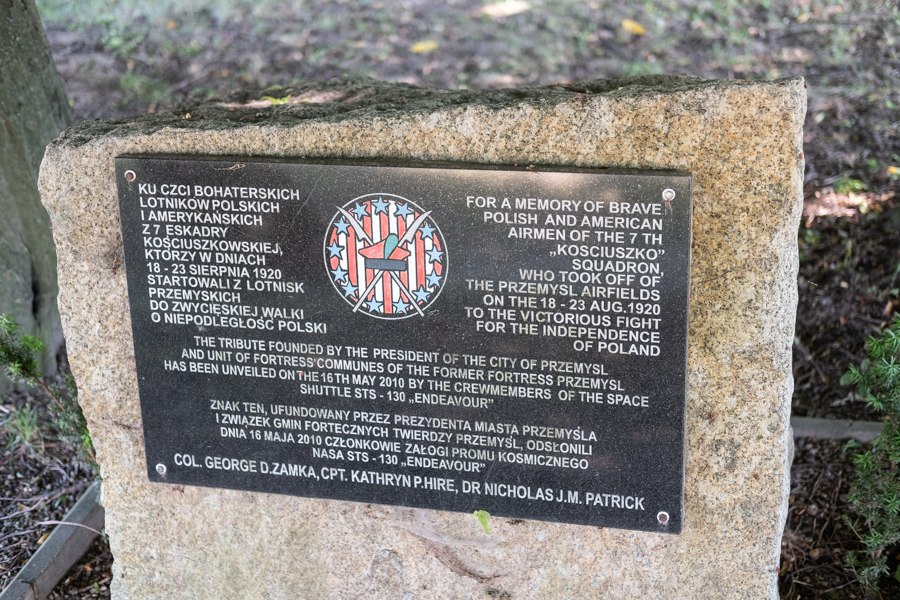 KU CZCI BOHATERSKICH
LOTNIKÓW POLSKICH
I AMERYKAŃSKICH
Z 7 ESKADRY
KOŚCIUSZKOWSKIEJ,
KTÓRZY W DNIACH
18 - 23 SIERPNIA 1920
STARTOWALI Z LOTNISK
PRZEMYSKICH
DO ZWYCIĘSKIEJ WALKI
O NIEPODLEGŁOŚĆ POLSKI
FOR A MEMORY OF BRAVE
POLISH AND AMERICAN
AIRMEN OF THE 7 TH
„KOSCIUSZKO”
SQUADRON,
WHO TOOK OFF OF
THE PRZEMYSL AIRFIELDS
ON THE 18 - 23 AUG.1920
TO THE VICTORIOUS FIGHT
FOR THE INDEPENDENCE
OF POLAND
THE TRIBUTE FOUNDED BY THE PRESIDENT OF THE CITY OF PRZEMYSL
AND UNIT OF FORTRESS'COMMUNES OF THE FORMER FORTRESS PRZEMYSL
HAS BEEN UNVEILED ON THE 16 TH MAY 2010 BY THE CREWMEMBERS OF THE SPACE
SHUTTLE STS - 130 „ENDEAVOUR”
ZNAK TEN, UFUNDOWANY PRZEZ PREZYDENTA MIASTA PRZEMYŚLA
I ZWIĄZEK GMIN FORTECZNYCH TWIERDZY PRZEMYŚL, ODSŁONILI
DNIA 16 MAJA 2010 CZŁONKOWIE ZAŁOGI PROMU KOSMICZNEGO
NASA STS - 130 „ENDEAVOUR”
COL. GEORGE D.ZAMKA, CPT. KATHRYN P.HIRE, DR NICHOLAS J.M. PATRICK